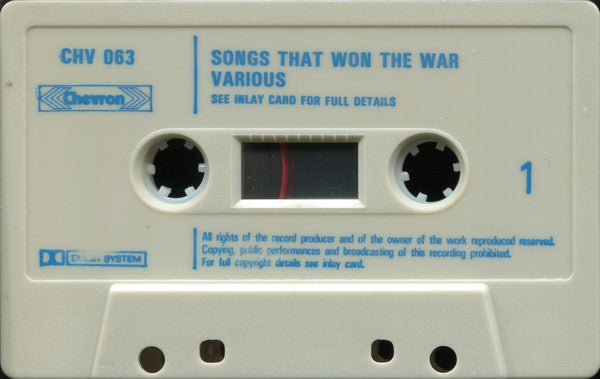 CHV 063
Chevron
SONGS THAT WON THE WAR
VARIOUS
SEE INLAY CARD FOR FULL DETAILS
1
DOLBY SYSTEM
All rights of the record producer and of the owner of the work reproduced reserved.
Copying, public performances and broadcasting of this recording prohibited.
For full copyright details see inlay card.